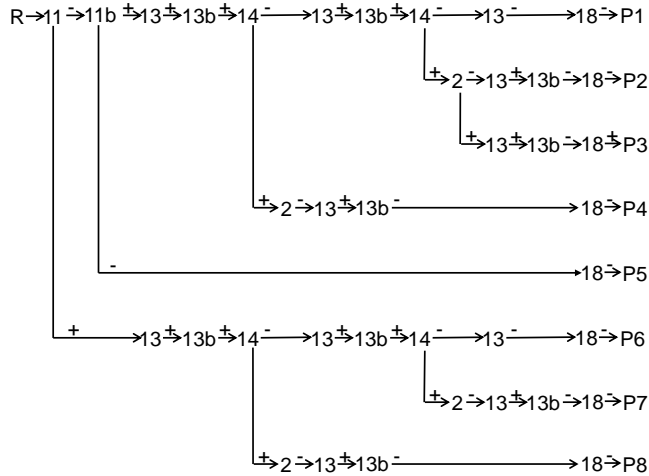 R 11 - 11b + 13 + 13b + 14 - 13 + 13b + 14 - 13 - 18 - P1
+ 2 - 13 + 13b - 18 - P2
+ 13 + 13b - 18 + P3
+ 2 - 13 + 13b - 18 - P4
- 18 - P5
+ 13 + 13b + 14 - 13 + 13b + 14 - 13 - 18 - P6
+ 2 - 13 + 13b - 18 - P7
+ 2 - 13 + 13b - 18 - P8